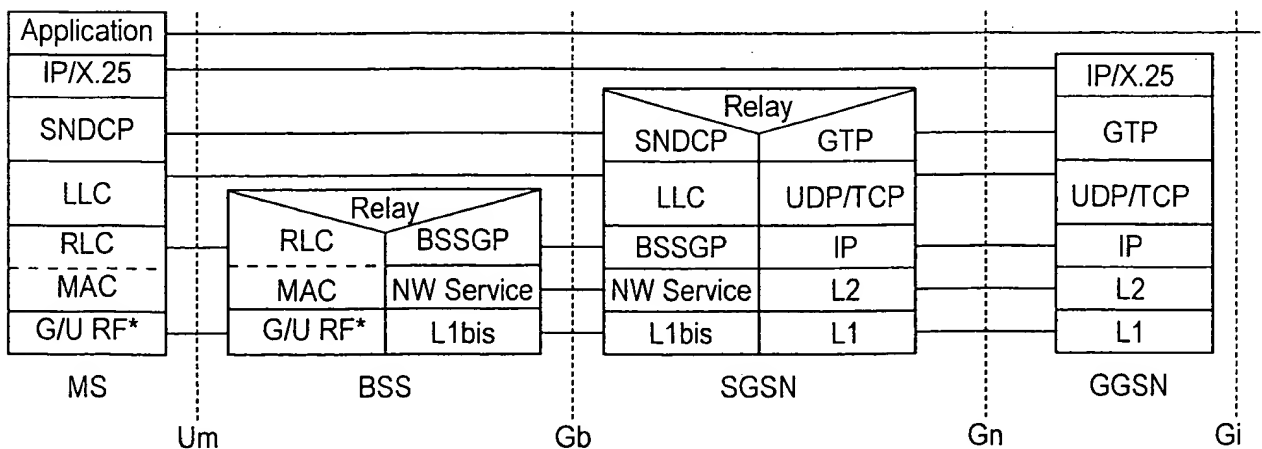 Application
IP/X.25
IP/X.25
Relay
SNDCP
SNDCP
GTP
GTP
LLC
Relay
LLC
UDP/TCP
UDP/TCP
RLC
RLC
BSSGP
BSSGP
IP
IP
MAC
MAC
NW Service
NW Service
L2
L2
G/U RF*
G/U RF*
L1bis
L1bis
L1
L1
MS
BSS
SGSN
GGSN
Um
Gb
Gn
Gi